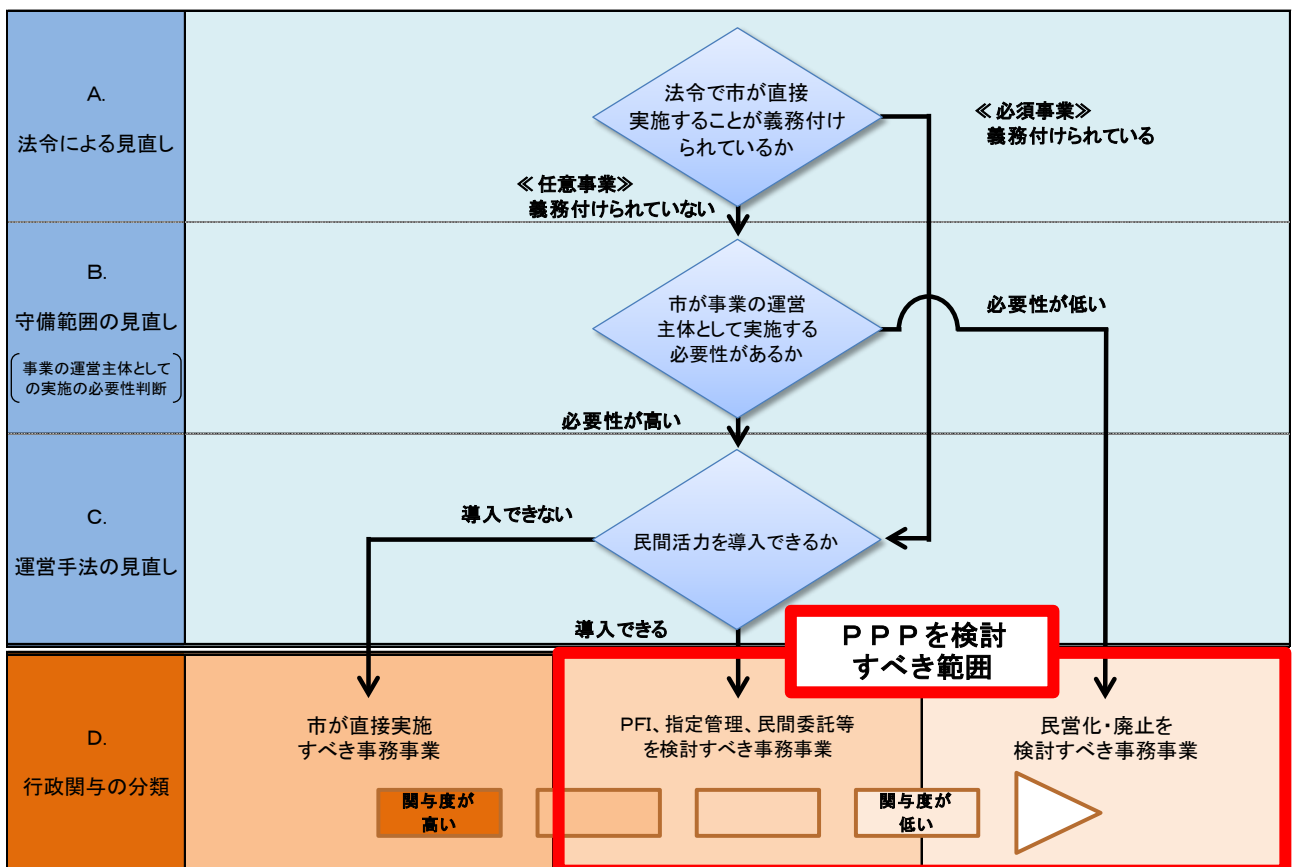 A.
法令による見直し
法令で市が直接
実施することが義務付け
られているか
≪必須事業≫
義務付けられている
≪任意事業≫
義務付けられていない
B.
守備範囲の見直し
事業の運営主体として
の実施の必要性判断
市が事業の運営
主体として実施する
必要性があるか
必要性が低い
必要性が高い
C.
運営手法の見直し
導入できない
民間活力を導入できるか
導入できる
ＰＰＰを検討
すべき範囲
D.
行政関与の分類
市が直接実施
すべき事務事業
PFI、指定管理、民間委託等
を検討すべき事務事業
民営化・廃止を
検討すべき事務事業
関与度が
高い
関与度が
低い